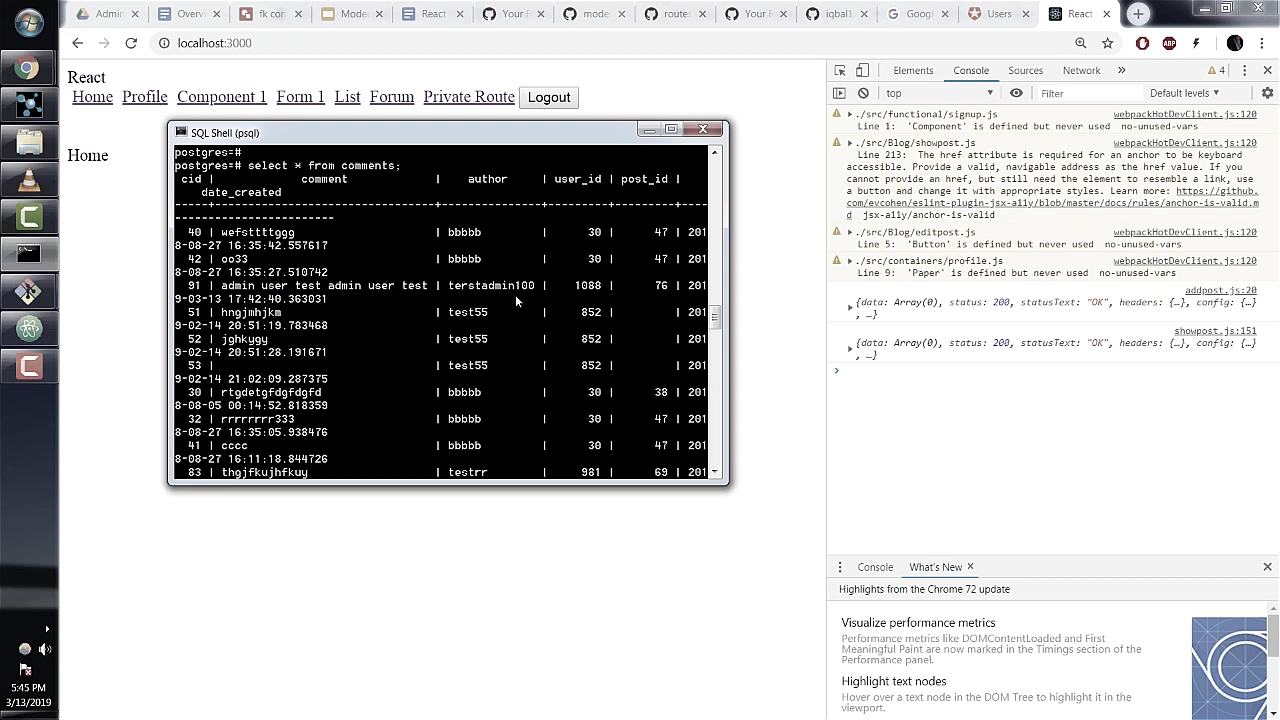 Admin
Overv
fk con
Mode
React
Your F
mode
routes
Your F
iqbal1
Googl
Users
React
localhost:3000
React
Home Profile Component 1 Form 1 List Forum Private Route Logout
Home
SQL Shell (psql)
postgres=#
postgres=# select * from comments;
cid | comment | author | user_id | post_id |
date_created
-----+---------------------------------+----------------+---------+---------+----
------------------------
40 | wefsttttggg | bbbbb | 30 | 47 | 201
8-08-27 16:35:42.557617
42 | oo33 | bbbbb | 30 | 47 | 201
8-08-27 16:35:27.510742
91 | admin user test admin user test | terstadmin100 | 1088 | 76 | 201
9-03-13 17:42:40.363031
51 | hngjmhjkm | test55 | 852 | | 201
9-02-14 20:51:19.783468
52 | jghkygy | test55 | 852 | | 201
9-02-14 20:51:28.191671
53 | | test55 | 852 | | 201
9-02-14 21:02:09.287375
30 | rtgdetgfdgfdgfd | bbbbb | 30 | 38 | 201
8-08-05 00:14:52.818359
32 | rrrrrrrr333 | bbbbb | 30 | 47 | 201
8-08-27 16:35:05.938476
41 | cccc | bbbbb | 30 | 47 | 201
8-08-27 16:11:18.844726
83 | thgjfkujhfkuy | testrr | 981 | 69 | 201
Elements Console Sources Network » 4
top Filter Default levels
./src/functional/signup.js webpackHotDevClient.js:120
Line 1: 'Component' is defined but never used no-unused-vars
./src/Blog/showpost.js webpackHotDevClient.js:120
Line 213: The href attribute is required for an anchor to be keyboard
accessible. Provide a valid, navigable address as the href value. If you
cannot provide an href, but still need the element to resemble a link, use
a button and change it with appropriate styles. Learn more: https://github.
com/evcohen/eslint-plugin-jsx-a11y/blob/master/docs/rules/anchor-is-valid.m
d jsx-a11y/anchor-is-valid
./src/Blog/editpost.js webpackHotDevClient.js:120
Line 5: 'Button' is defined but never used no-unused-vars
./src/containers/profile.js webpackHotDevClient.js:120
Line 9: 'Paper' is defined but never used no-unused-vars
addpost.js:20
{data: Array(0), status: 200, statusText: "OK", headers: {…}, config: {…}
, …}
showpost.js:151
{data: Array(0), status: 200, statusText: "OK", headers: {…}, config: {…}
, …}
Console What's New
Highlights from the Chrome 72 update
Visualize performance metrics
Performance metrics like DOMContentLoaded and First
Meaningful Paint are now marked in the Timings section of the
Performance panel.
Highlight text nodes
Hover over a text node in the DOM Tree to highlight it in the
viewport.
ABP
5:45 PM
3/13/2019